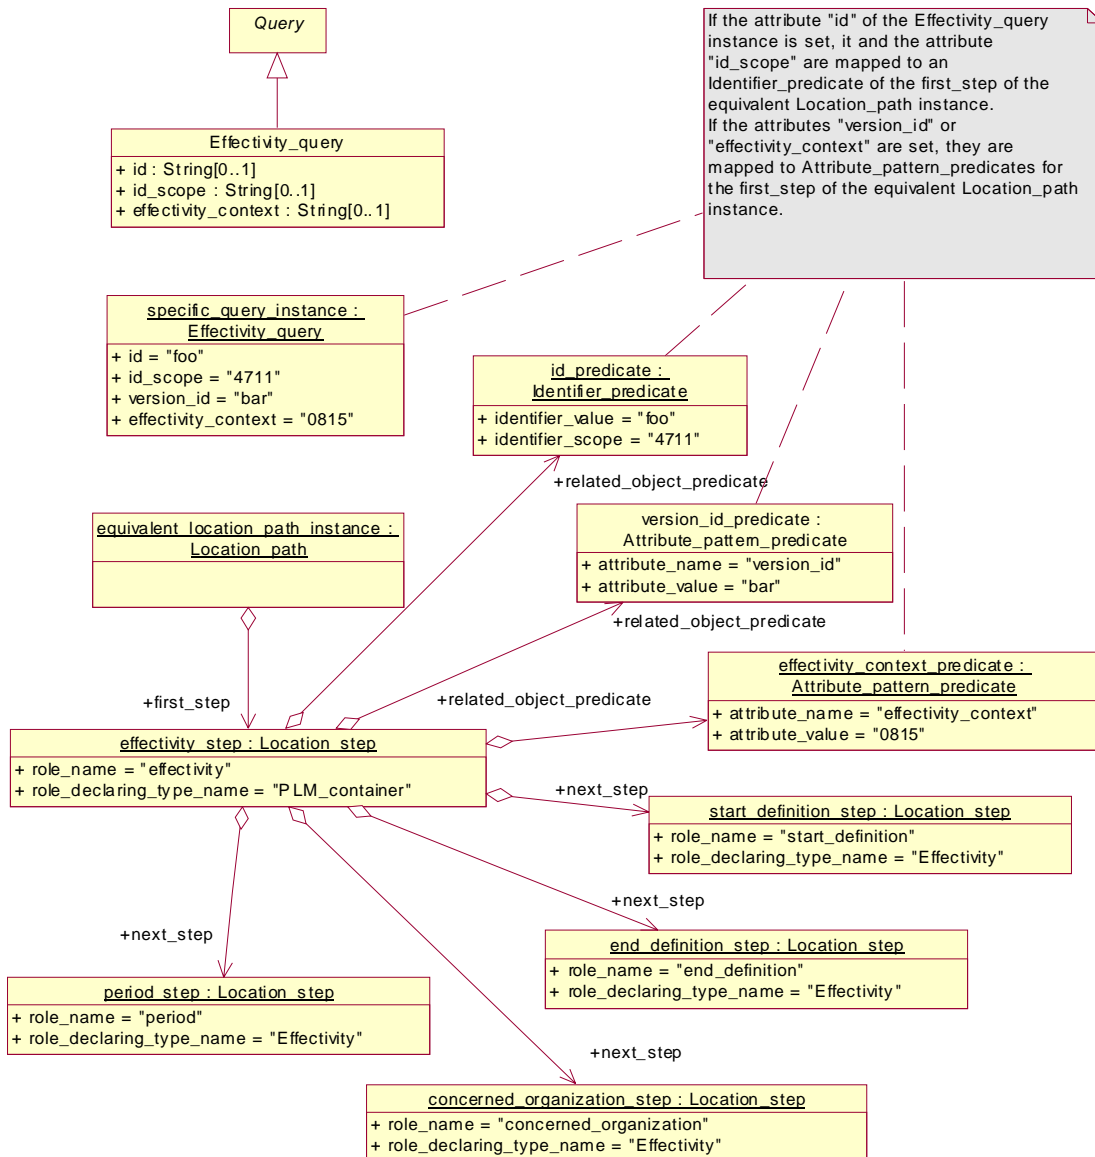 Query
If the attribute "id" of the Effectivity_query
instance is set, it and the attribute
"id_scope" are mapped to an
Identifier_predicate of the first_step of the
equivalent Location_path instance.
If the attributes "version_id" or
"effectivity_context" are set, they are
mapped to Attribute_pattern_predicates for
the first_step of the equivalent Location_path
instance.
Effectivity_query
+ id : String[0..1]
+ id_scope : String[0..1]
+ effectivity_context : String[0..1]
specific_query_instance :
Effectivity_query
+ id = "foo"
+ id_scope = "4711"
+ version_id = "bar"
+ effectivity_context = "0815"
id_predicate :
Identifier_predicate
+ identifier_value = "foo"
+ identifier_scope = "4711"
+related_object_predicate
equivalent_location_path_instance :
Location_path
version_id_predicate :
Attribute_pattern_predicate
+ attribute_name = "version_id"
+ attribute_value = "bar"
+related_object_predicate
effectivity_context_predicate :
Attribute_pattern_predicate
+ attribute_name = "effectivity_context"
+ attribute_value = "0815"
+first_step
+related_object_predicate
effectivity_step : Location_step
+ role_name = "effectivity"
+ role_declaring_type_name = "PLM_container"
+next_step
start_definition_step : Location_step
+ role_name = "start_definition"
+ role_declaring_type_name = "Effectivity"
+next_step
end_definition_step : Location_step
+ role_name = "end_definition"
+ role_declaring_type_name = "Effectivity"
+next_step
period_step : Location_step
+ role_name = "period"
+ role_declaring_type_name = "Effectivity"
+next_step
concerned_organization_step : Location_step
+ role_name = "concerned_organization"
+ role_declaring_type_name = "Effectivity"